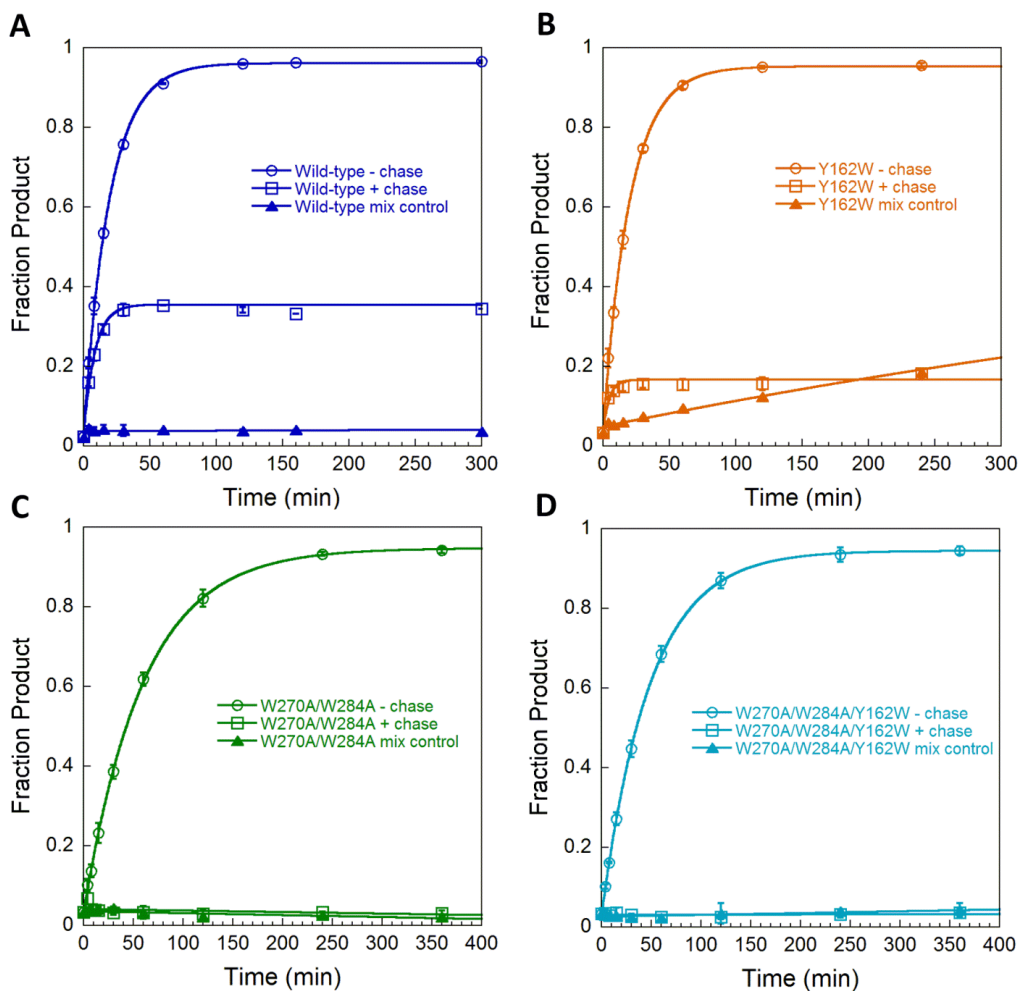 A
1
0.8
0.6
0.4
0.2
0
Fraction Product
Wild-type - chase
Wild-type + chase
Wild-type mix control
0 50 100 150 200 250 300
Time (min)
B
1
0.8
0.6
0.4
0.2
0
Fraction Product
Y162W - chase
Y162W + chase
Y162W mix control
0 50 100 150 200 250 300
Time (min)
C
1
0.8
0.6
0.4
0.2
0
Fraction Product
W270A/W284A - chase
W270A/W284A + chase
W270A/W284A mix control
0 50 100 150 200 250 300 350 400
Time (min)
D
1
0.8
0.6
0.4
0.2
0
Fraction Product
W270A/W284A/Y162W - chase
W270A/W284A/Y162W + chase
W270A/W284A/Y162W mix control
0 50 100 150 200 250 300 350 400
Time (min)